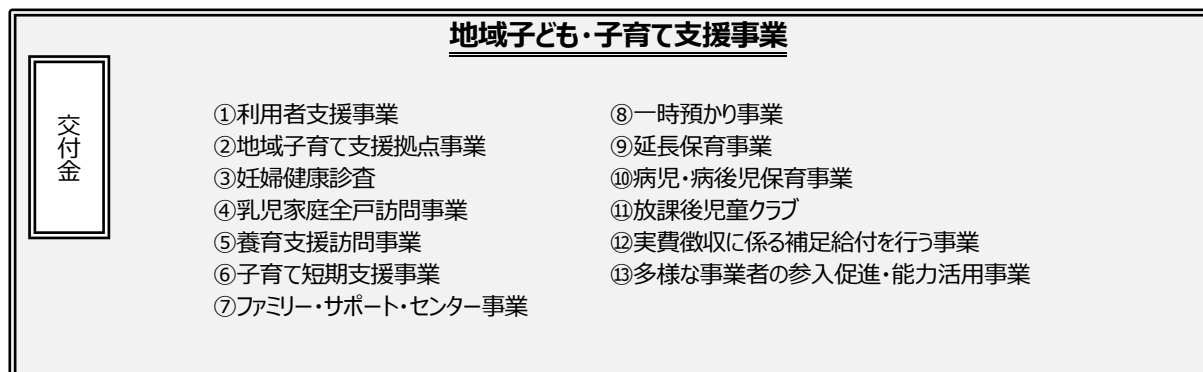 地域子ども・子育て支援事業
交付金
①利用者支援事業
②地域子育て支援拠点事業
③妊婦健康診査
④乳児家庭全戸訪問事業
⑤養育支援訪問事業
⑥子育て短期支援事業
⑦ファミリー・サポート・センター事業
⑧一時預かり事業
⑨延長保育事業
⑩病児・病後児保育事業
⑪放課後児童クラブ
⑫実費徴収に係る補足給付を行う事業
⑬多様な事業者の参入促進・能力活用事業